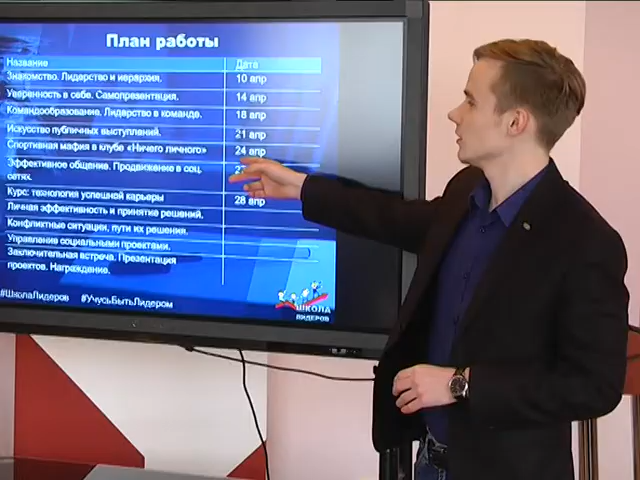 План работы
Название Дата
Знакомство. Лидерство и иерархия. 10 апр
Уверенность в себе. Самопрезентация. 14 апр
Командообразование. Лидерство в команде. 18 апр
Искусство публичных выступлений. 21 апр
Спортивная мафия в клубе «Ничего личного» 24 апр
Эффективное общение. Продвижение в соц.
сетях.
Курс: технология успешной карьеры 28 апр
Личная эффективность и принятие решений.
Конфликтные ситуации, пути их решения.
Управление социальными проектами.
Заключительная встреча. Презентация
проектов. Награждение.
#ШколаЛидеров #УчусьБытьЛидером
ШКОЛА
ЛИДЕРОВ